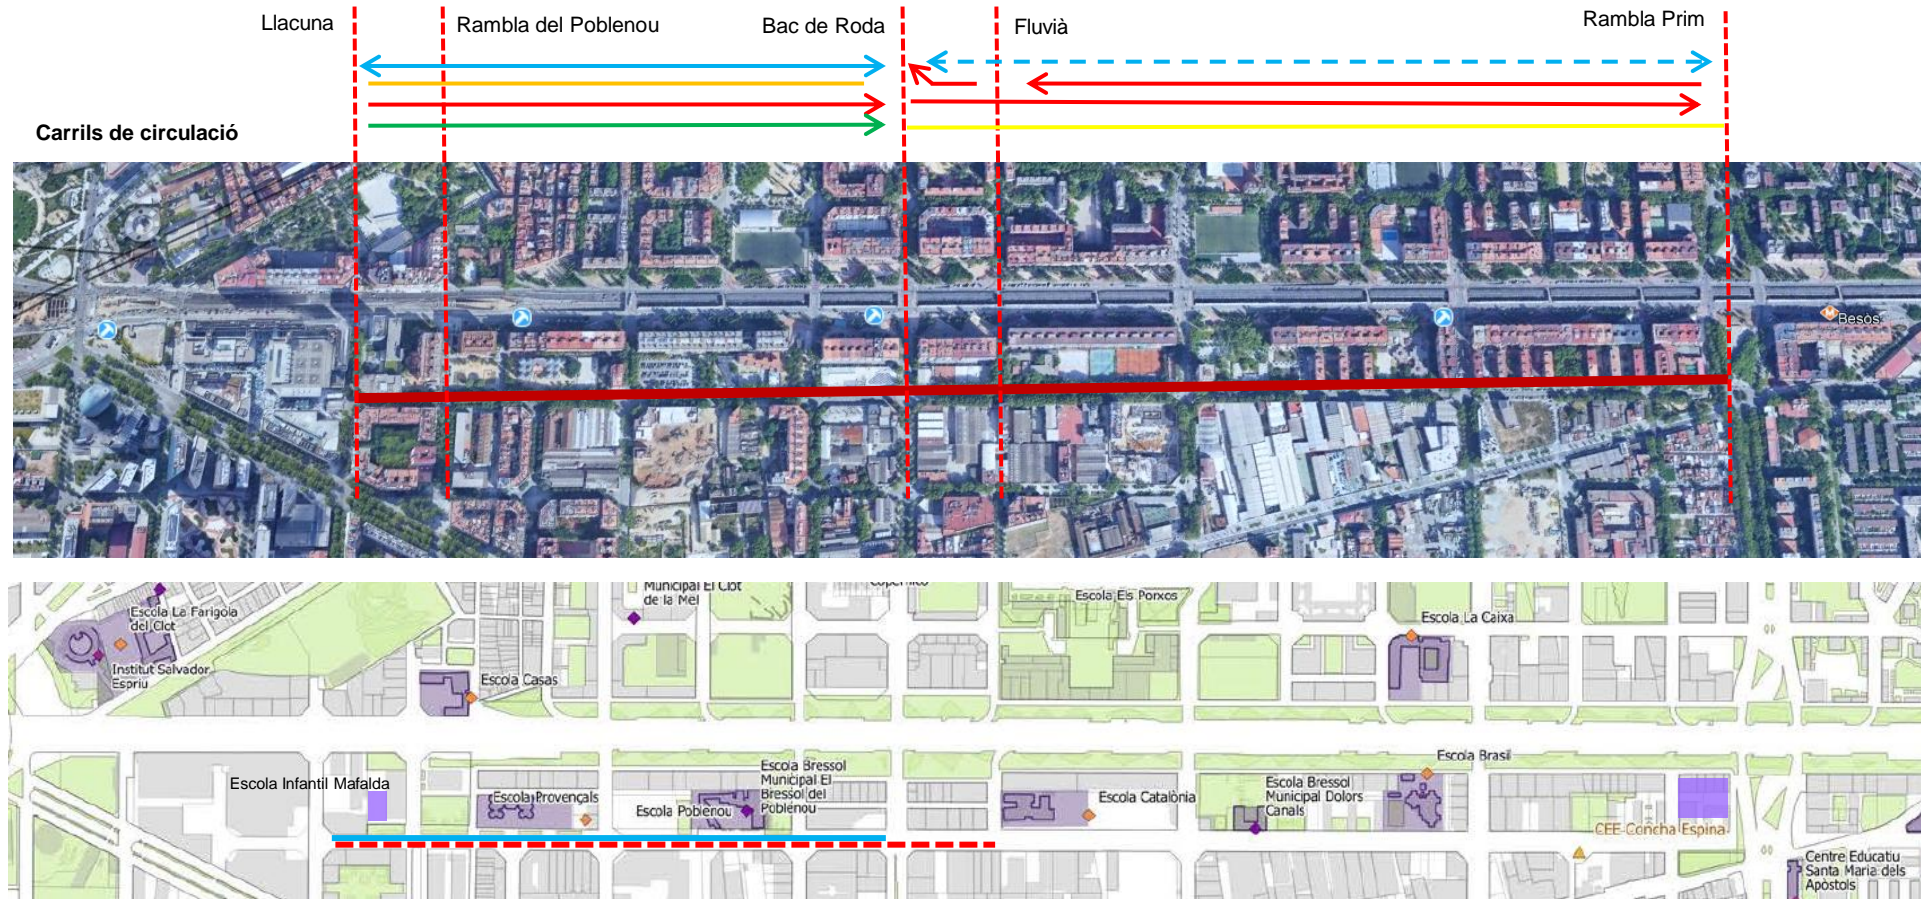 Llacuna
Rambla del Poblenou
Bac de Roda
Fluvià
Rambla Prim
Carrils de circulació
M
Besòs
Escola La Farigola
del Clot
Institut Salvador
Espriu
Escola Casas
Municipal El Clot
de la Mel
Escola Els Porxos
Escola La Caixa
Escola Infantil Mafalda
Escola Provençals
Escola Poblenou
Escola Bressol
Municipal El
Bressol del
Poblenou
Escola Catalònia
Escola Bressol
Municipal Dolors
Canals
Escola Brasil
CEE Concha Espina
Centre Educatiu
Santa Maria dels
Apòstols